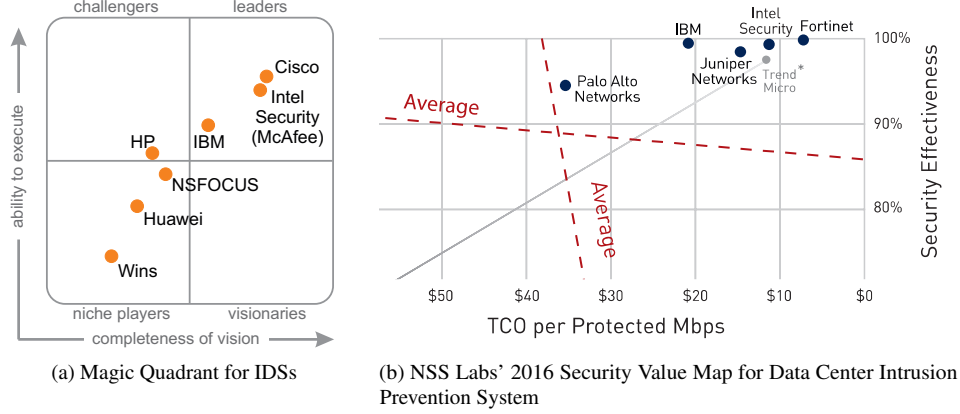 challengers
leaders
Cisco
Intel
Security
(McAfee)
IBM
HP
NSFOCUS
Huawei
Wins
niche players
visionaries
ability to execute
completeness of vision
(a) Magic Quadrant for IDSs
IBM
Intel
Security
Fortinet
100%
Juniper
Networks
Trend *
Micro
Palo Alto
Networks
Average
90%
Average
80%
Security Effectiveness
$50
$40
$30
$20
$10
$0
TCO per Protected Mbps
(b) NSS Labs’ 2016 Security Value Map for Data Center Intrusion
Prevention System